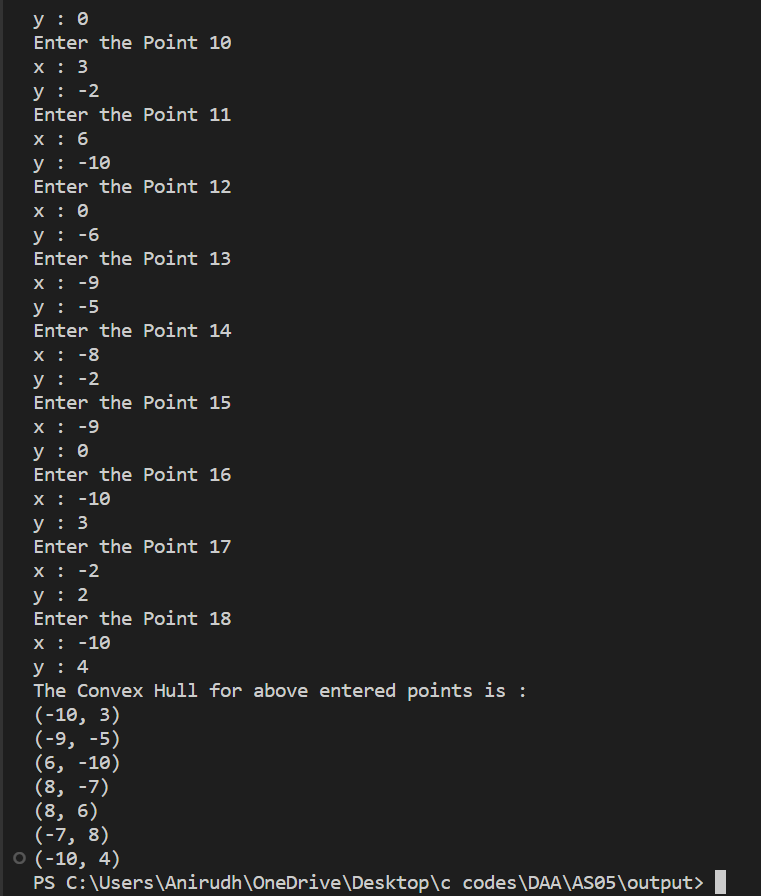 y : 0
Enter the Point 10
x : 3
y : -2
Enter the Point 11
x : 6
y : -10
Enter the Point 12
x : 0
y : -6
Enter the Point 13
x : -9
y : -5
Enter the Point 14
x : -8
y : -2
Enter the Point 15
x : -9
y : 0
Enter the Point 16
x : -10
y : 3
Enter the Point 17
x : -2
y : 2
Enter the Point 18
x : -10
y : 4
The Convex Hull for above entered points is :
(-10, 3)
(-9, -5)
(6, -10)
(8, -7)
(8, 6)
(-7, 8)
(-10, 4)
PS C:\Users\Anirudh\OneDrive\Desktop\c codes\DAA\AS05\output>